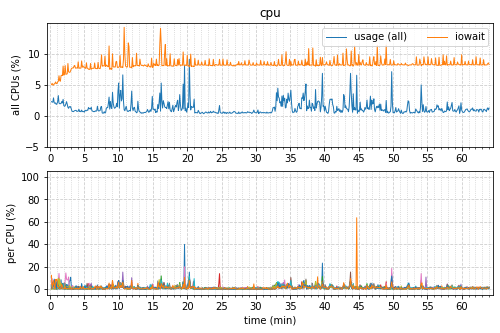 cpu
all CPUs (%)
10
5
0
−5
usage (all) iowait
0 5 10 15 20 25 30 35 40 45 50 55 60
per CPU (%)
100
80
60
40
20
0
0 5 10 15 20 25 30 35 40 45 50 55 60
time (min)